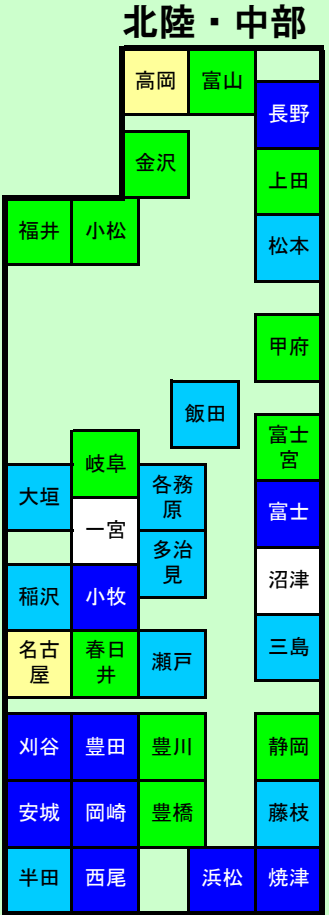 北陸・中部
高岡
富山
長野
金沢
上田
福井
小松
松本
甲府
飯田
岐阜
富士
宮
大垣
各務
原
一宮
富士
多治
見
沼津
稲沢
小牧
名古
屋
春日
井
瀬戸
三島
刈谷
豊田
豊川
静岡
安城
岡崎
豊橋
藤枝
半田
西尾
浜松
焼津